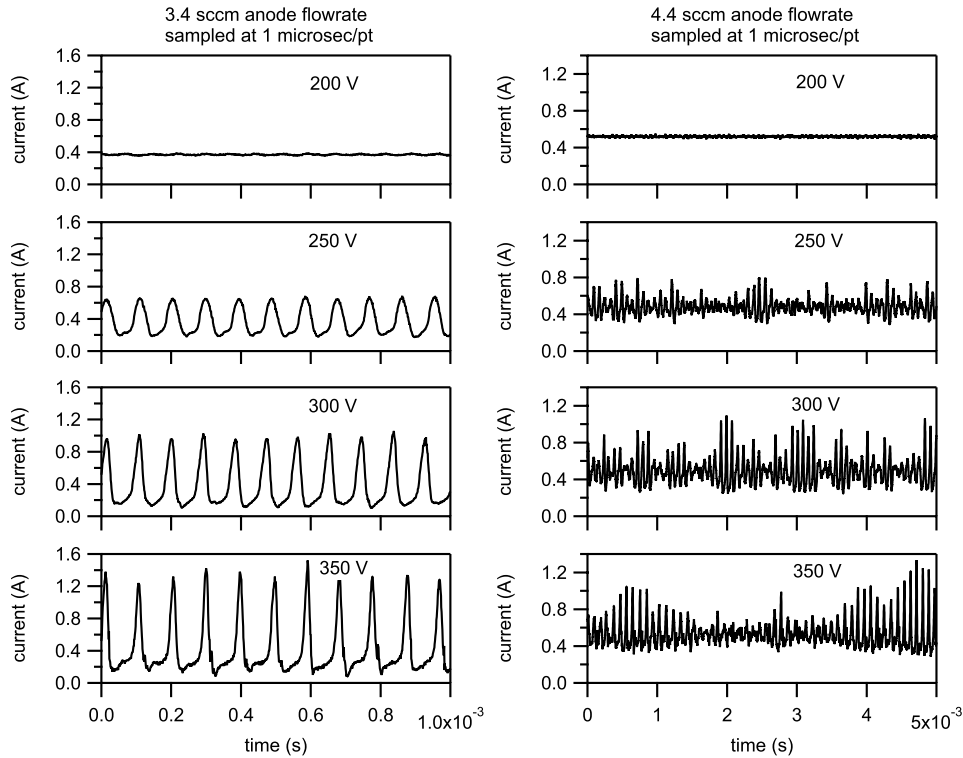 3.4 sccm anode flowrate
sampled at 1 microsec/pt
current (A)
1.6
1.2
0.8
0.4
0.0
200 V
current (A)
1.6
1.2
0.8
0.4
0.0
250 V
current (A)
1.6
1.2
0.8
0.4
0.0
300 V
current (A)
1.6
1.2
0.8
0.4
0.0
350 V
0.0 0.2 0.4 0.6 0.8 1.0x10-3
time (s)
4.4 sccm anode flowrate
sampled at 1 microsec/pt
current (A)
1.2
0.8
0.4
0.0
200 V
current (A)
1.2
0.8
0.4
0.0
250 V
current (A)
1.2
0.8
0.4
0.0
300 V
current (A)
1.2
0.8
0.4
0.0
350 V
0 1 2 3 4 5x10-3
time (s)